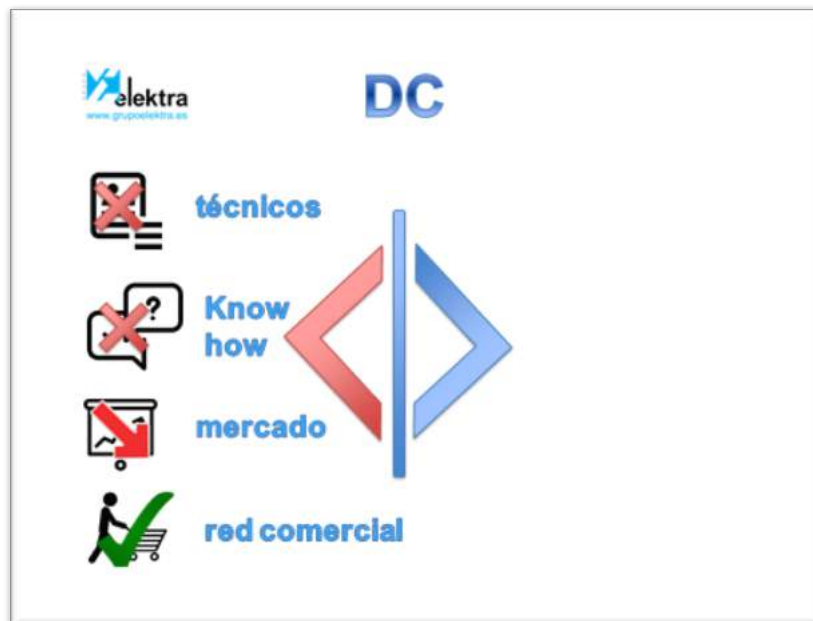 elektra
www.grupoelektra.es
DC
técnicos
?
Know
how
mercado
red comercial